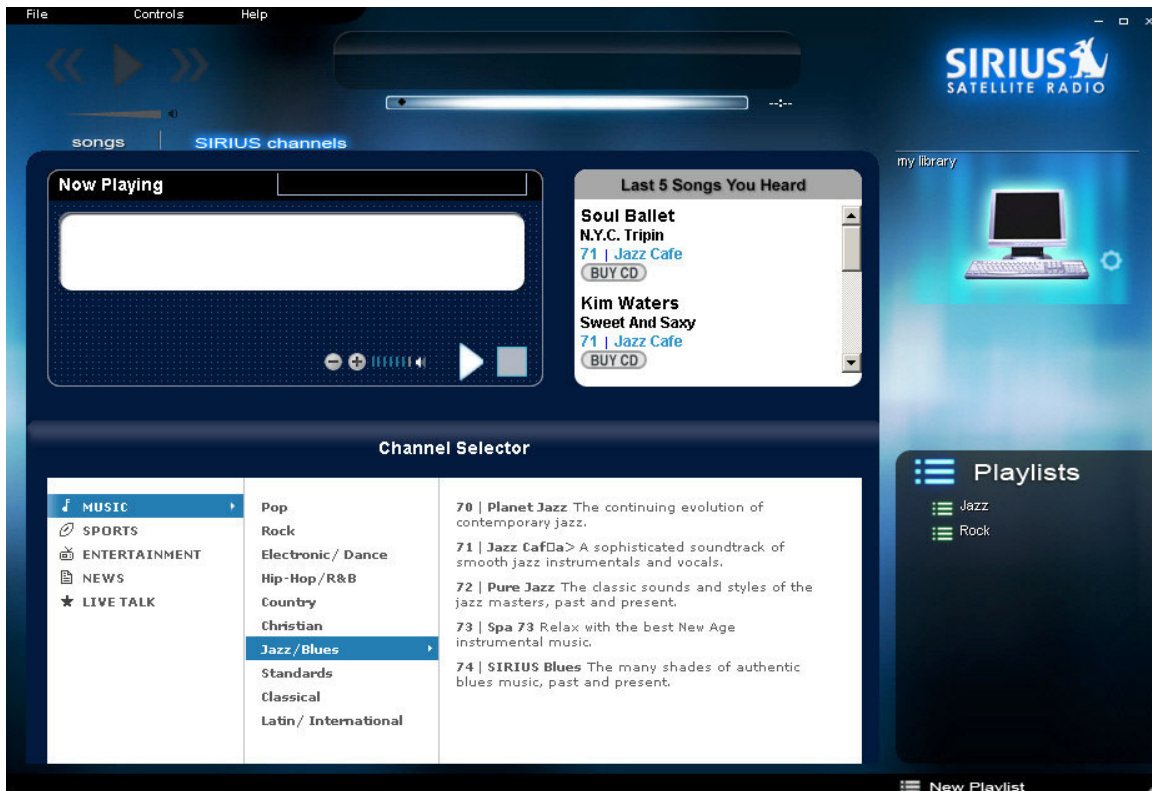 File Controls Help
SIRIUS
SATELLITE RADIO
--:--
songs SIRIUS channels
my library
Now Playing
Last 5 Songs You Heard
Soul Ballet
N.Y.C. Tripin
71 | Jazz Cafe
BUY CD
Kim Waters
Sweet And Saxy
71 | Jazz Cafe
BUY CD
Channel Selector
MUSIC
SPORTS
ENTERTAINMENT
NEWS
LIVE TALK
Pop
Rock
Electronic/ Dance
Hip-Hop/R&B
Country
Christian
Jazz/Blues
Standards
Classical
Latin/ International
70 | Planet Jazz The continuing evolution of
contemporary jazz.
71 | Jazz Caf□a> A sophisticated soundtrack of
smooth jazz instrumentals and vocals.
72 | Pure Jazz The classic sounds and styles of the
jazz masters, past and present.
73 | Spa 73 Relax with the best New Age
instrumental music.
74 | SIRIUS Blues The many shades of authentic
blues music, past and present.
Playlists
Jazz
Rock
New Playlist